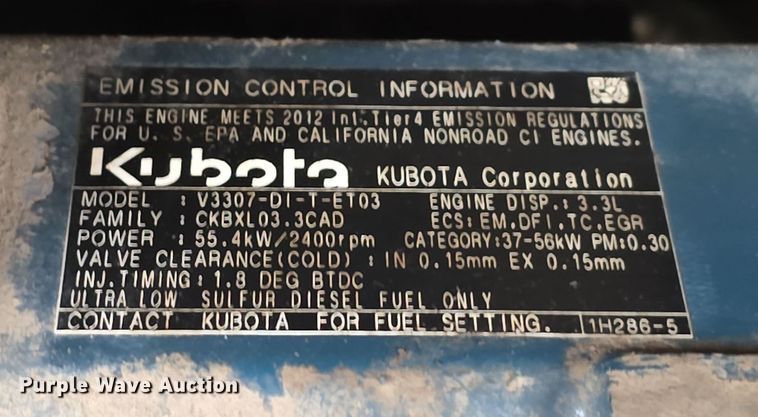 EMISSION CONTROL INFORMATION
THIS ENGINE MEETS 2012 Int.Tier4 EMISSION REGULATIONS
FOR U. S. EPA AND CALIFORNIA NONROAD CI ENGINES.
Kubota KUBOTA Corporation
MODEL : V3307-DI-T-ET03 ENGINE DISP.: 3.3L
FAMILY : CKBXL03.3CAD ECS: EM,DFI,TC,EGR
POWER : 55.4kW/2400rpm CATEGORY:37-56kW PM:0.30
VALVE CLEARANCE(COLD) : IN 0.15mm EX 0.15mm
INJ.TIMING: 1.8 DEG BTDC
ULTRA LOW SULFUR DIESEL FUEL ONLY
CONTACT KUBOTA FOR FUEL SETTING. 1H286-5
Purple Wave Auction